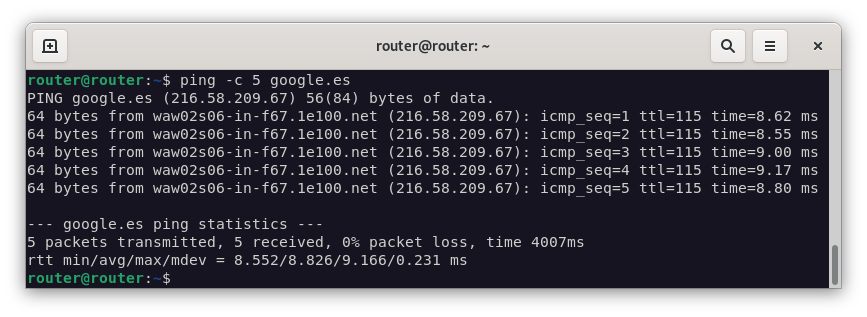 router@router: ~
router@router:~$ ping -c 5 google.es
PING google.es (216.58.209.67) 56(84) bytes of data.
64 bytes from waw02s06-in-f67.1e100.net (216.58.209.67): icmp_seq=1 ttl=115 time=8.62 ms
64 bytes from waw02s06-in-f67.1e100.net (216.58.209.67): icmp_seq=2 ttl=115 time=8.55 ms
64 bytes from waw02s06-in-f67.1e100.net (216.58.209.67): icmp_seq=3 ttl=115 time=9.00 ms
64 bytes from waw02s06-in-f67.1e100.net (216.58.209.67): icmp_seq=4 ttl=115 time=9.17 ms
64 bytes from waw02s06-in-f67.1e100.net (216.58.209.67): icmp_seq=5 ttl=115 time=8.80 ms
--- google.es ping statistics ---
5 packets transmitted, 5 received, 0% packet loss, time 4007ms
rtt min/avg/max/mdev = 8.552/8.826/9.166/0.231 ms
router@router:~$